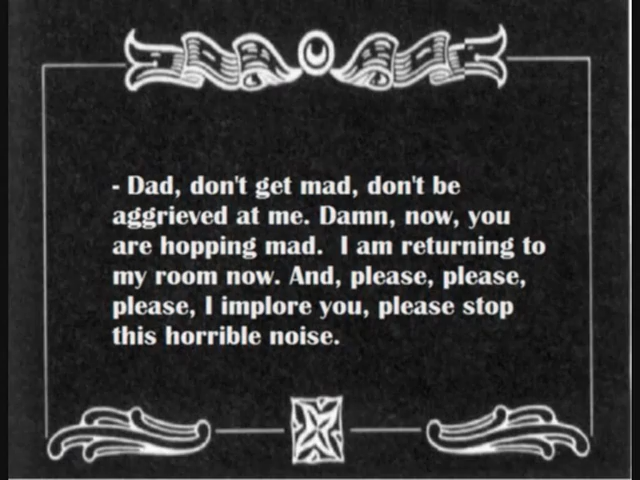 - Dad, don't get mad, don't be
aggrieved at me. Damn, now, you
are hopping mad.  I am returning to
my room now. And, please, please,
please, I implore you, please stop
this horrible noise.